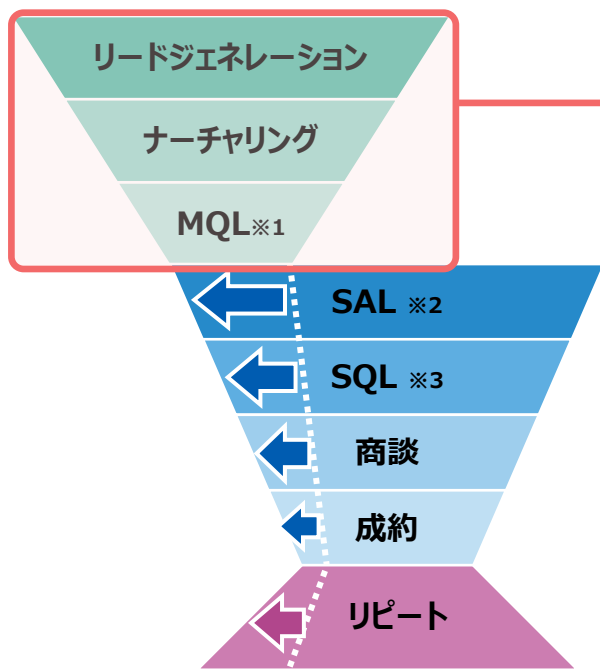 リードジェネレーション
ナーチャリング
MQL※1
SAL ※2
SQL ※3
商談
成約
リピート